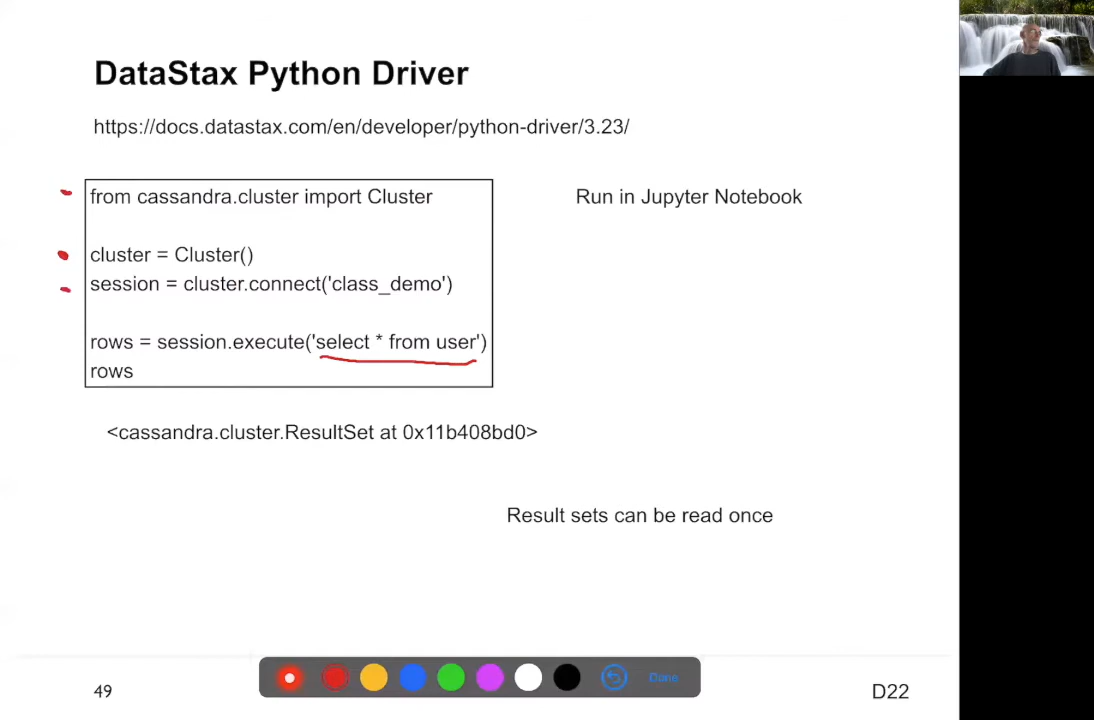 DataStax Python Driver
https://docs.datastax.com/en/developer/python-driver/3.23/
from cassandra.cluster import Cluster
Run in Jupyter Notebook
cluster = Cluster()
session = cluster.connect('class_demo')
rows = session.execute('select * from user')
rows
<cassandra.cluster.ResultSet at 0x11b408bd0>
Result sets can be read once
Done
49
D22